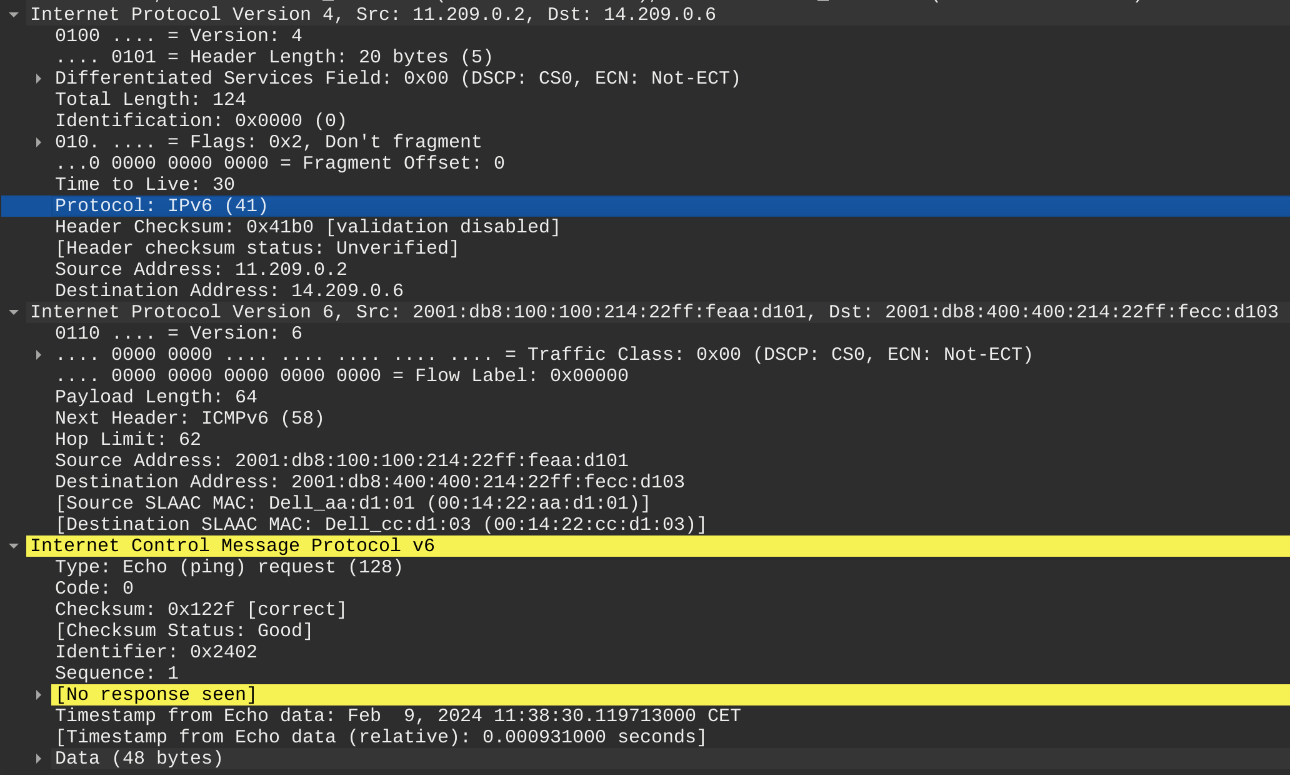 Internet Protocol Version 4, Src: 11.209.0.2, Dst: 14.209.0.6
0100 .... = Version: 4
.... 0101 = Header Length: 20 bytes (5)
Differentiated Services Field: 0x00 (DSCP: CS0, ECN: Not-ECT)
Total Length: 124
Identification: 0x0000 (0)
010. .... = Flags: 0x2, Don't fragment
...0 0000 0000 0000 = Fragment Offset: 0
Time to Live: 30
Protocol: IPv6 (41)
Header Checksum: 0x41b0 [validation disabled]
[Header checksum status: Unverified]
Source Address: 11.209.0.2
Destination Address: 14.209.0.6
Internet Protocol Version 6, Src: 2001:db8:100:100:214:22ff:feaa:d101, Dst: 2001:db8:400:400:214:22ff:fecc:d103
0110 .... = Version: 6
.... 0000 0000 .... .... .... .... .... = Traffic Class: 0x00 (DSCP: CS0, ECN: Not-ECT)
.... 0000 0000 0000 0000 0000 = Flow Label: 0x00000
Payload Length: 64
Next Header: ICMPv6 (58)
Hop Limit: 62
Source Address: 2001:db8:100:100:214:22ff:feaa:d101
Destination Address: 2001:db8:400:400:214:22ff:fecc:d103
[Source SLAAC MAC: Dell_aa:d1:01 (00:14:22:aa:d1:01)]
[Destination SLAAC MAC: Dell_cc:d1:03 (00:14:22:cc:d1:03)]
Internet Control Message Protocol v6
Type: Echo (ping) request (128)
Code: 0
Checksum: 0x122f [correct]
[Checksum Status: Good]
Identifier: 0x2402
Sequence: 1
[No response seen]
Timestamp from Echo data: Feb  9, 2024 11:38:30.119713000 CET
[Timestamp from Echo data (relative): 0.000931000 seconds]
Data (48 bytes)